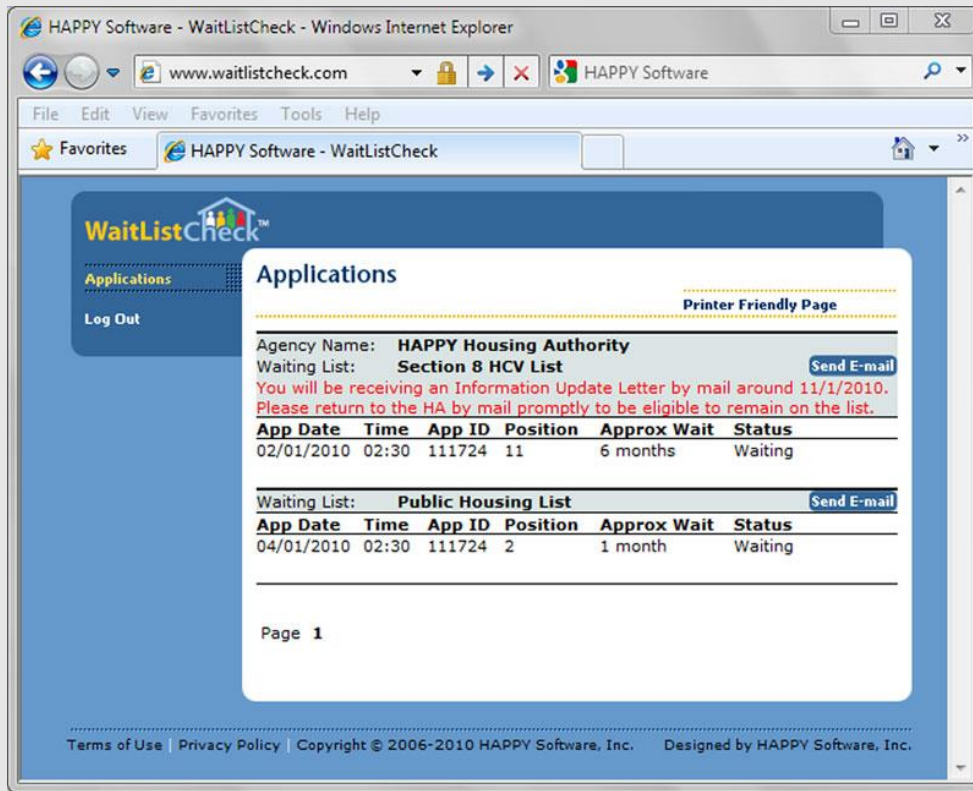 HAPPY Software - WaitListCheck - Windows Internet Explorer
www.waitlistcheck.com HAPPY Software
File Edit View Favorites Tools Help
Favorites HAPPY Software - WaitListCheck
WaitListCheck™
Applications
Log Out
Applications
Printer Friendly Page
Agency Name: HAPPY Housing Authority
Waiting List: Section 8 HCV List Send E-mail
You will be receiving an Information Update Letter by mail around 11/1/2010.
Please return to the HA by mail promptly to be eligible to remain on the list.
App Date Time App ID Position Approx Wait Status
02/01/2010 02:30 111724 11 6 months Waiting
Waiting List: Public Housing List Send E-mail
App Date Time App ID Position Approx Wait Status
04/01/2010 02:30 111724 2 1 month Waiting
Page 1
Terms of Use | Privacy Policy | Copyright © 2006-2010 HAPPY Software, Inc. Designed by HAPPY Software, Inc.